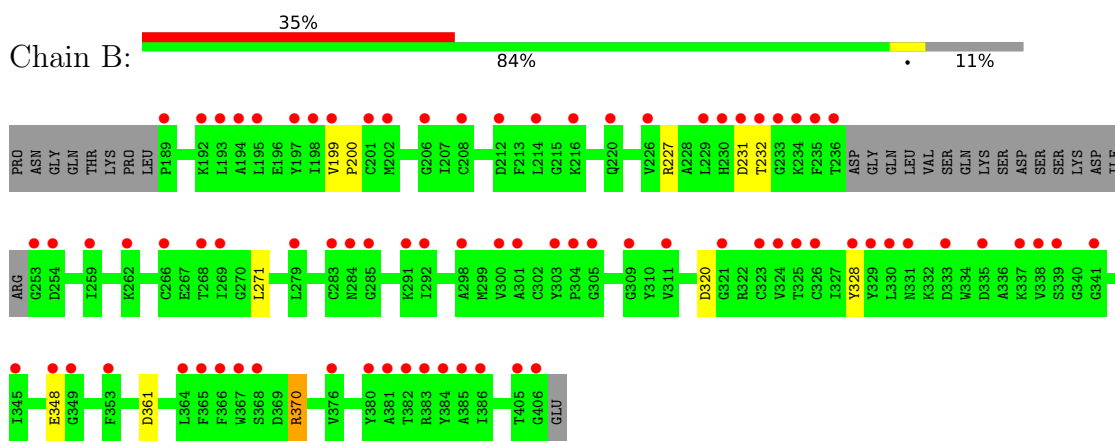 35%
Chain B:
84%
•
11%
PRO ASN GLY GLN THR LYS PRO LEU P189 K192 L193 A194 L195 E196 Y197 I198 V199 P200 C201 M202 G206 I207 C208 D212 F213 L214 G215 K216 Q220 V226 R227 A228 L229 H230 D231 T232 G233 K234 F235 T236 ASP GLY GLN LEU VAL SER GLN LYS SER ASP SER SER LYS ASP ILE
ARG G253 D254 I259 K262 C266 E267 T268 I269 G270 L271 L279 C283 N284 G285 K291 I292 A298 M299 V300 A301 C302 Y303 P304 G305 G309 Y310 V311 D320 G321 R322 C323 V324 T325 C326 I327 Y328 Y329 L330 N331 K332 D333 W334 D335 A336 K337 V338 S339 G340 G341
I345 E348 G349 F353 D361 L364 F365 F366 W367 S368 D369 R370 V376 Y380 A381 T382 R383 Y384 A385 I386 T405 G406 GLU